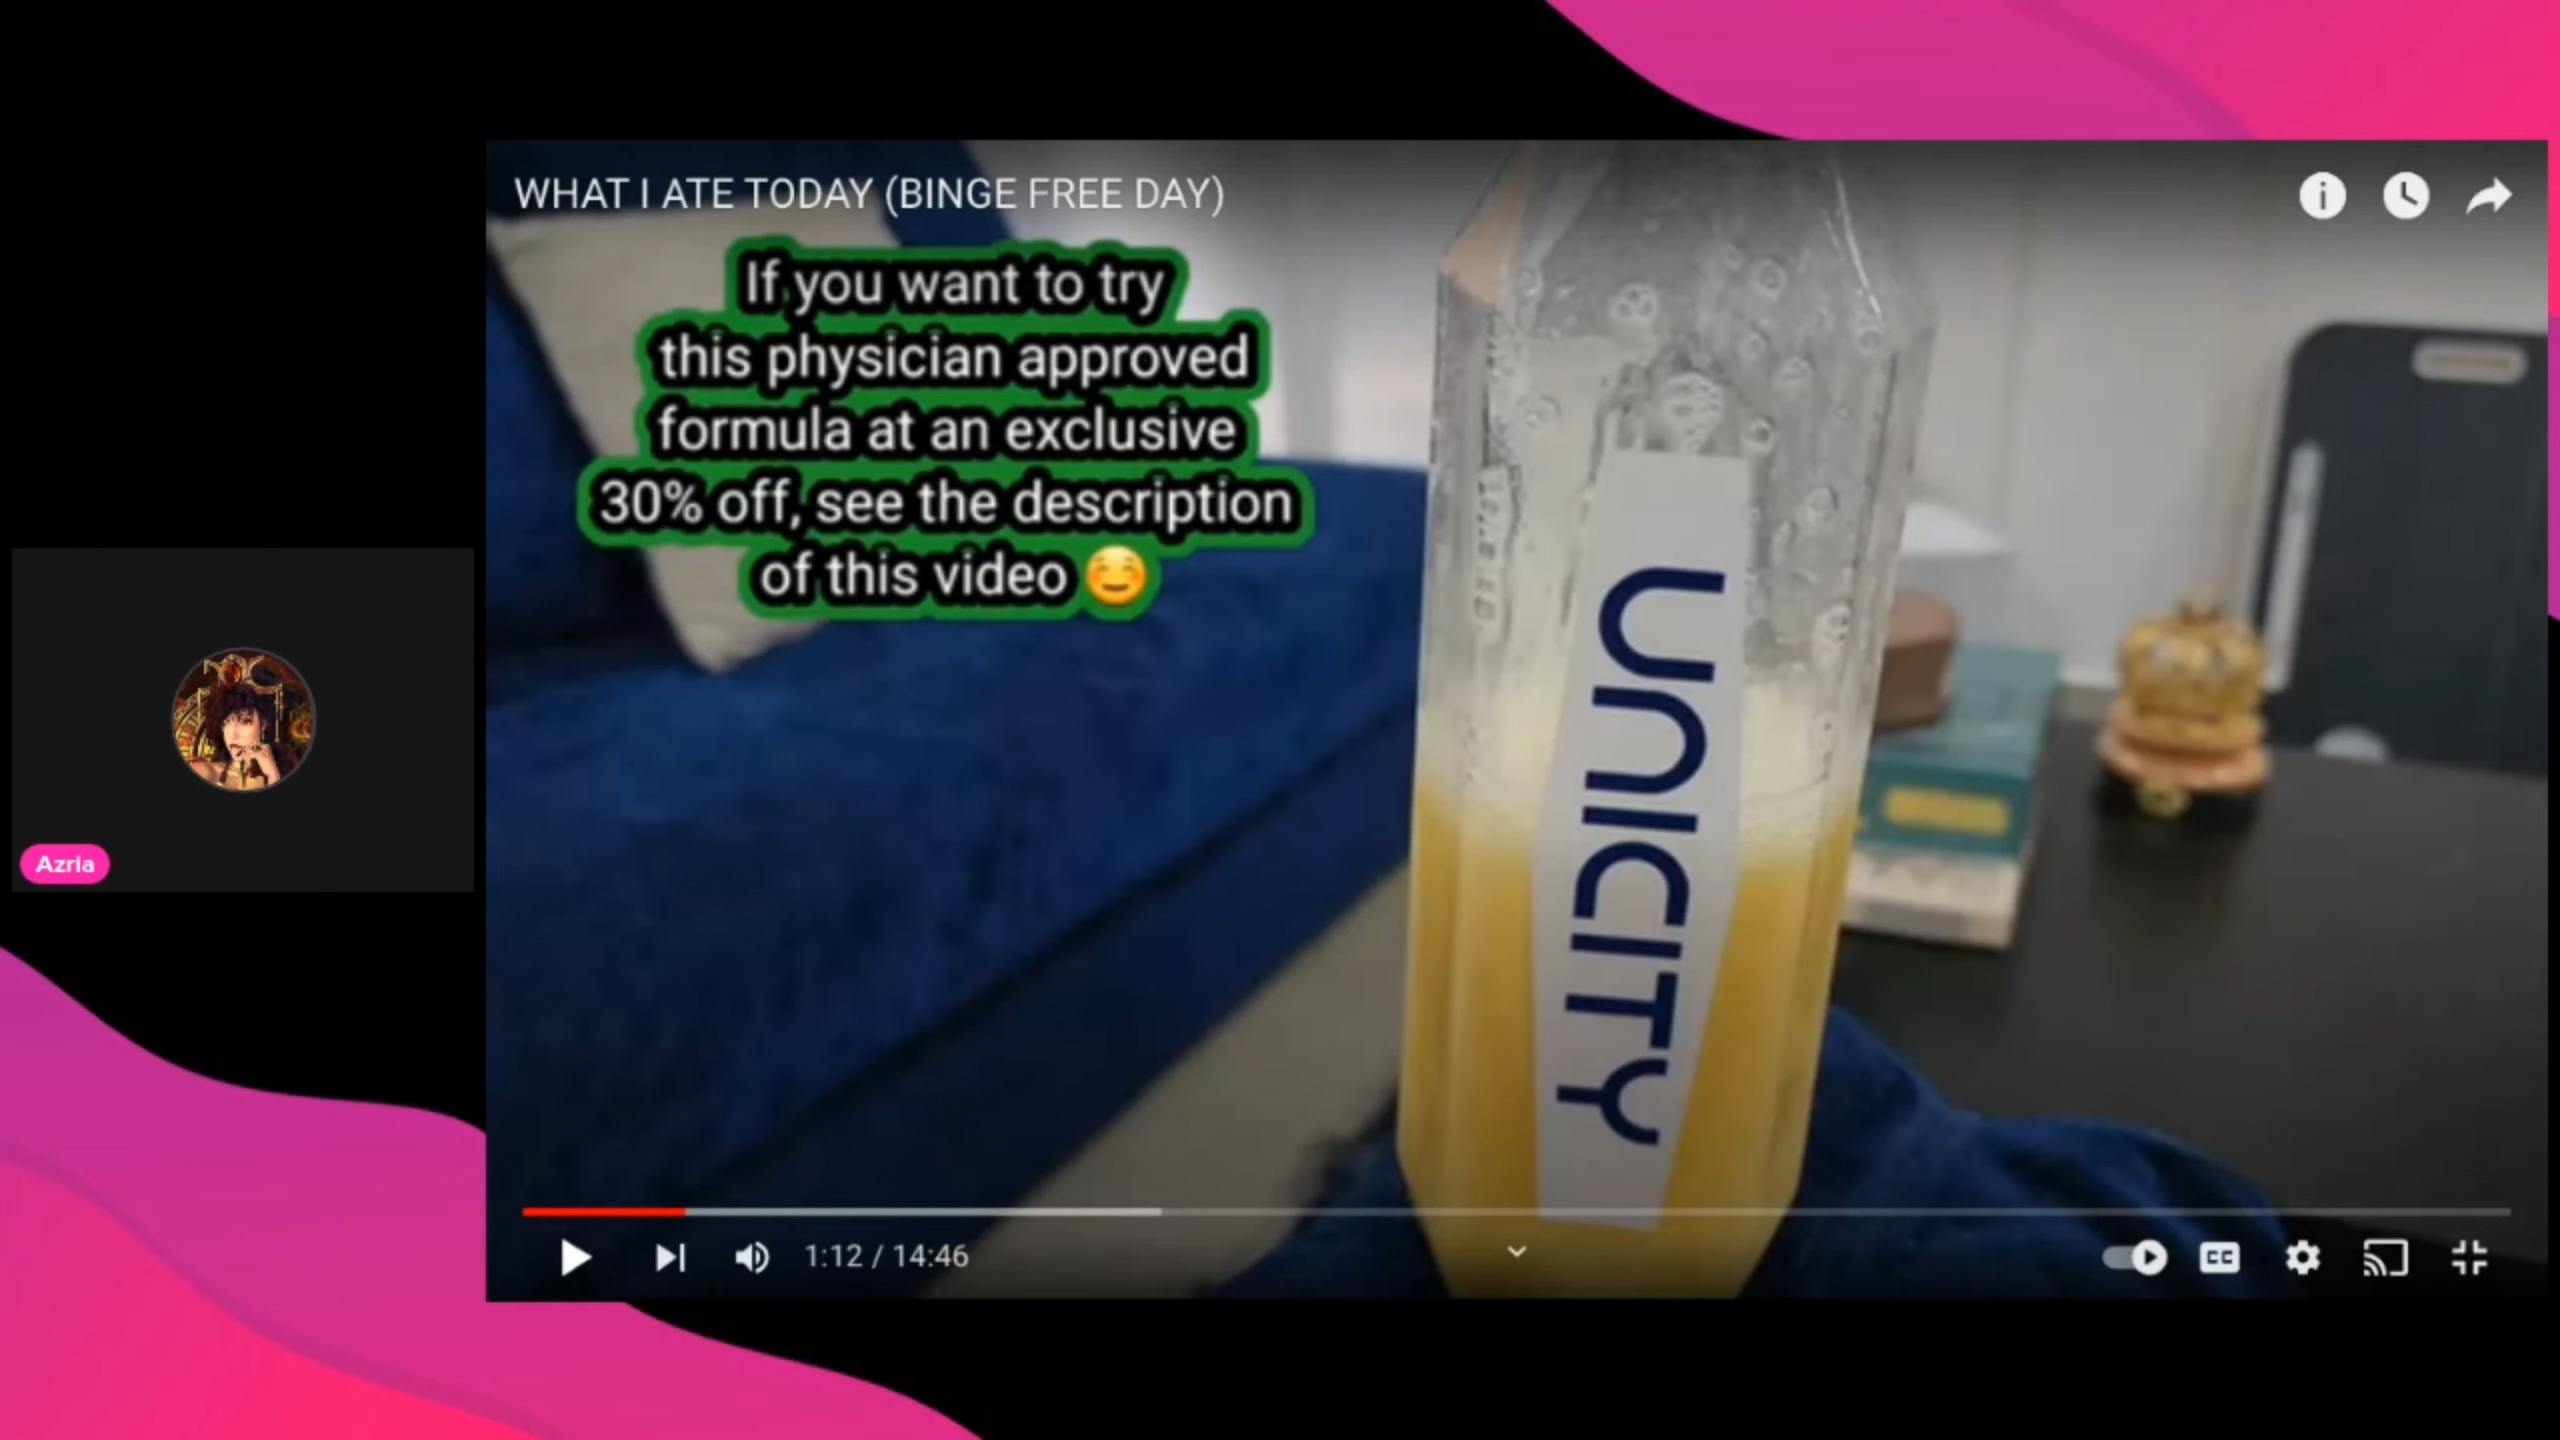 WHAT I ATE TODAY (BINGE FREE DAY)
If you want to try
this physician approved
formula at an exclusive
30% off, see the description
of this video ☺️
UNICITY
Azria
1:12 / 14:46
CC